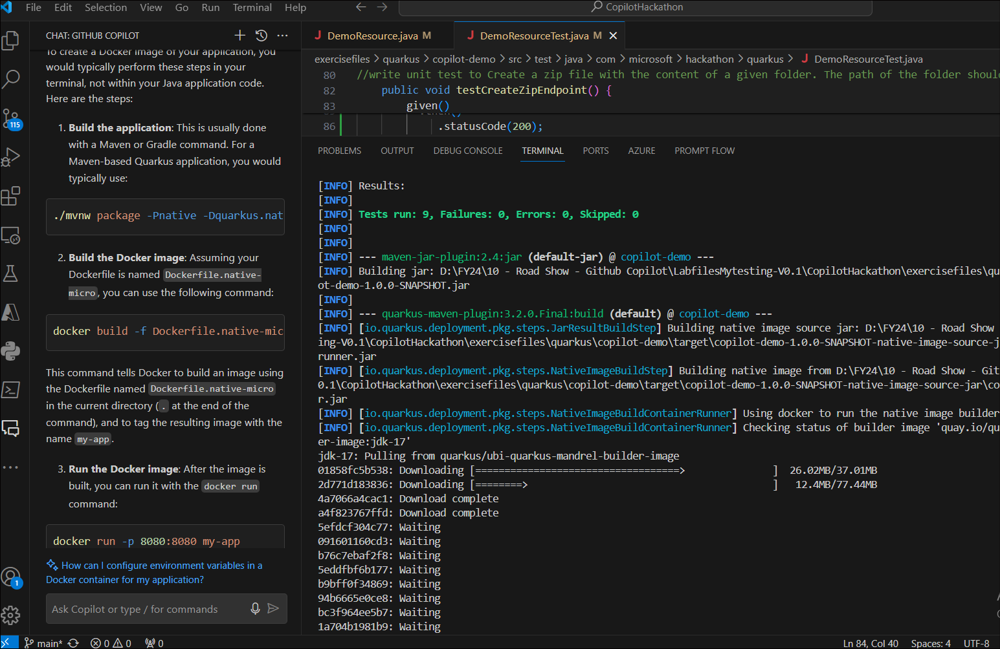 File Edit Selection View Go Run Terminal Help
CopilotHackathon
115
1
CHAT: GITHUB COPILOT
To create a Docker image of your application, you
would typically perform these steps in your
terminal, not within your Java application code.
Here are the steps:
1. Build the application: This is usually done
with a Maven or Gradle command. For a
Maven-based Quarkus application, you would
typically use:
./mvnw package -Pnative -Dquarkus.nat
2. Build the Docker image: Assuming your
Dockerfile is named Dockerfile.native-
micro, you can use the following command:
docker build -f Dockerfile.native-mic
This command tells Docker to build an image using
the Dockerfile named Dockerfile.native-micro
in the current directory (. at the end of the
command), and to tag the resulting image with the
name my-app.
3. Run the Docker image: After the image is
built, you can run it with the docker run
command:
docker run -p 8080:8080 my-app
How can I configure environment variables in a
Docker container for my application?
Ask Copilot or type / for commands
J DemoResource.java M
J DemoResourceTest.java M
exercisefiles > quarkus > copilot-demo > src > test > java > com > microsoft > hackathon > quarkus > J DemoResourceTest.java
80 //write unit test to Create a zip file with the content of a given folder. The path of the folder shoul
82 public void testCreateZipEndpoint() {
83 given()
86 .statusCode(200);
PROBLEMS OUTPUT DEBUG CONSOLE TERMINAL PORTS AZURE PROMPT FLOW
[INFO] Results:
[INFO]
[INFO] Tests run: 9, Failures: 0, Errors: 0, Skipped: 0
[INFO]
[INFO]
[INFO] --- maven-jar-plugin:2.4:jar (default-jar) @ copilot-demo ---
[INFO] Building jar: D:\FY24\10 - Road Show - Github Copilot\LabfilesMytesting-V0.1\CopilotHackathon\exercisefiles\qu
ot-demo-1.0.0-SNAPSHOT.jar
[INFO]
[INFO] --- quarkus-maven-plugin:3.2.0.Final:build (default) @ copilot-demo ---
[INFO] [io.quarkus.deployment.pkg.steps.JarResultBuildStep] Building native image source jar: D:\FY24\10 - Road Show
ing-V0.1\CopilotHackathon\exercisefiles\quarkus\copilot-demo\target\copilot-demo-1.0.0-SNAPSHOT-native-image-source-j
runner.jar
[INFO] [io.quarkus.deployment.pkg.steps.NativeImageBuildStep] Building native image from D:\FY24\10 - Road Show - Git
0.1\CopilotHackathon\exercisefiles\quarkus\copilot-demo\target\copilot-demo-1.0.0-SNAPSHOT-native-image-source-jar\co
r.jar
[INFO] [io.quarkus.deployment.pkg.steps.NativeImageBuildContainerRunner] Using docker to run the native image builder
[INFO] [io.quarkus.deployment.pkg.steps.NativeImageBuildContainerRunner] Checking status of builder image 'quay.io/qu
er-image:jdk-17'
jdk-17: Pulling from quarkus/ubi-quarkus-mandrel-builder-image
01858fc5b538: Downloading [===================================>               ] 26.02MB/37.01MB
2d771d183836: Downloading [========>                                          ] 12.4MB/77.44MB
4a7066a4cac1: Download complete
a4f823767ffd: Download complete
5efdcf304c77: Waiting
091601160cd3: Waiting
b76c7ebaf2f8: Waiting
5eddfbf6b177: Waiting
b9bff0f34869: Waiting
94b6665e0ce8: Waiting
bc3f964ee5b7: Waiting
1a704b1981b9: Waiting
main* 0 0 0
Ln 84, Col 40 Spaces: 4 UTF-8